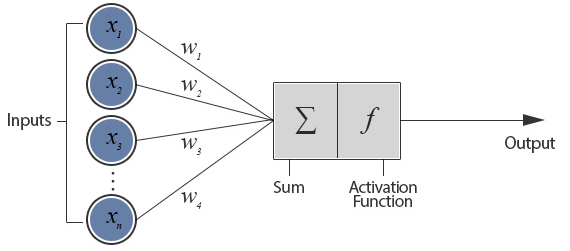 x1
w1
x2
w2
Inputs
x3
w3
∑ f
Output
Sum
Activation
Function
xn
w4